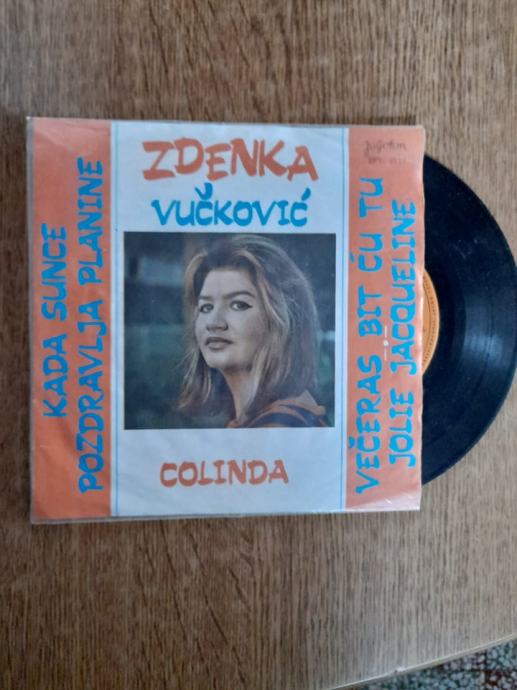 ZDENKA
VUČKOVIĆ
KADA SUNCE
POZDRAVLJA PLANINE
COLINDA
VEČERAS BIT ĆU TU
JOLIE JACQUELINE
jugoton